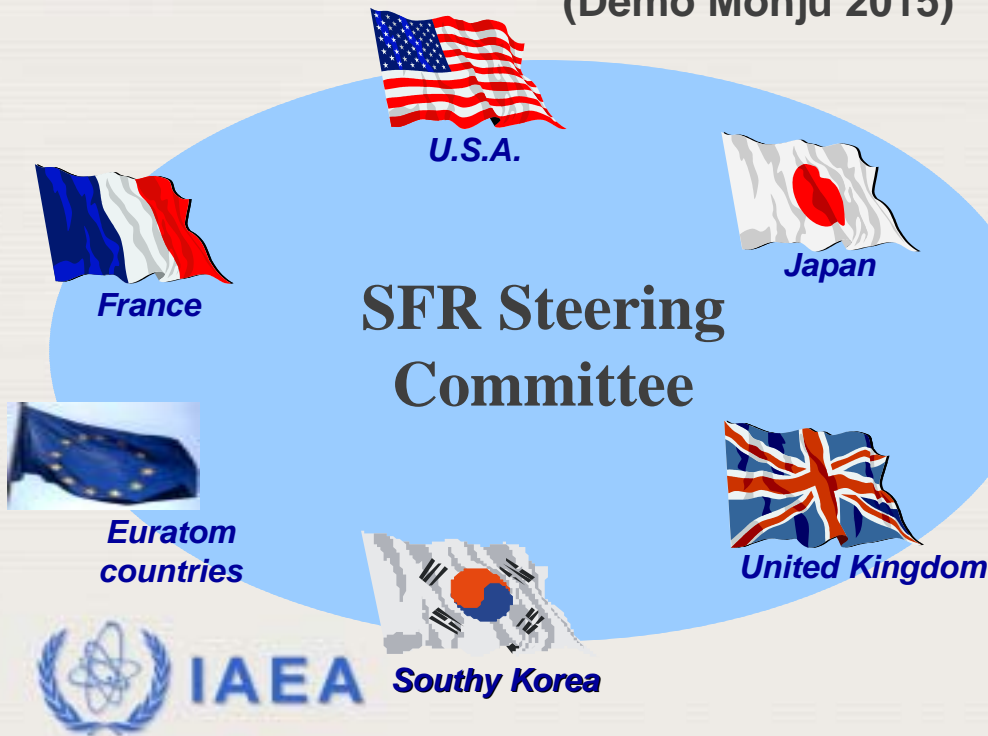 (Demo Monju 2015)
U.S.A.
Japan
France
SFR Steering
Committee
Euratom
countries
United Kingdom
Southy Korea
IAEA